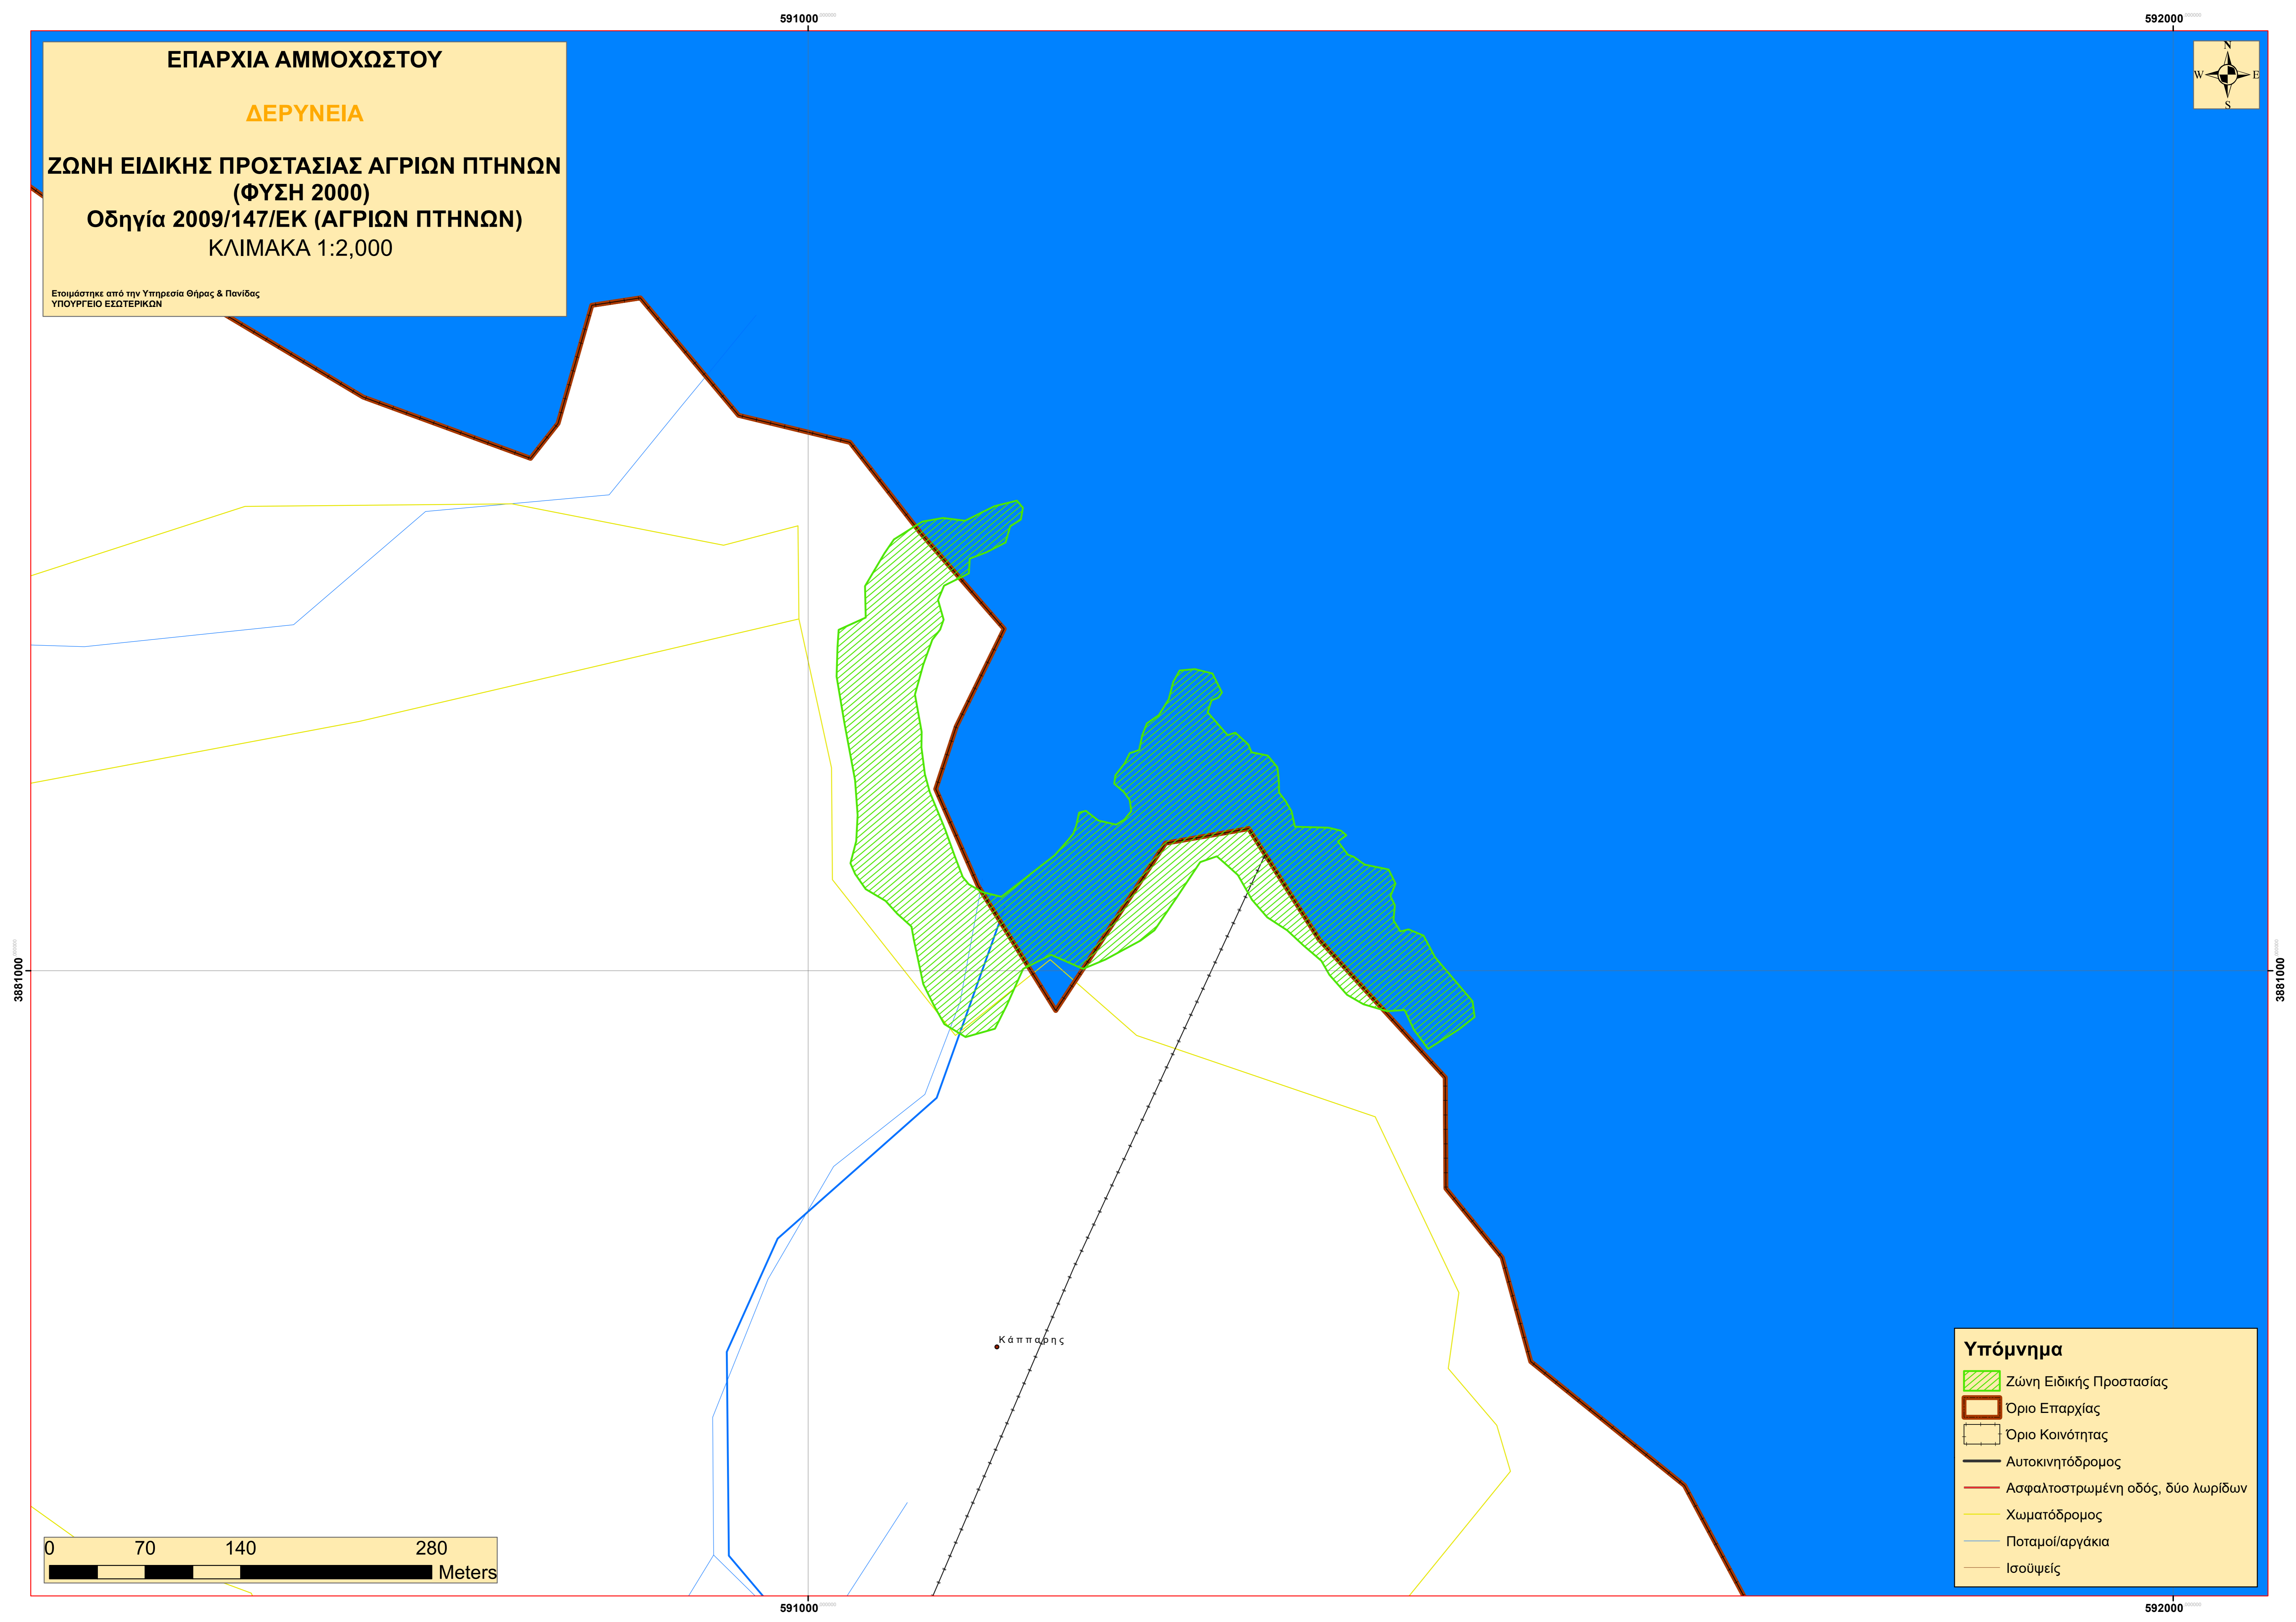 591000
592000
ΕΠΑΡΧΙΑ ΑΜΜΟΧΩΣΤΟΥ
ΔΕΡΥΝΕΙΑ
ΖΩΝΗ ΕΙΔΙΚΗΣ ΠΡΟΣΤΑΣΙΑΣ ΑΓΡΙΩΝ ΠΤΗΝΩΝ
(ΦΥΣΗ 2000)
Οδηγία 2009/147/ΕΚ (ΑΓΡΙΩΝ ΠΤΗΝΩΝ)
ΚΛΙΜΑΚΑ 1:2,000
Ετοιμάστηκε από την Υπηρεσία Θήρας & Πανίδας
ΥΠΟΥΡΓΕΙΟ ΕΣΩΤΕΡΙΚΩΝ
N
W E
S
3881000
3881000
Κάππαρης
Υπόμνημα
Ζώνη Ειδικής Προστασίας
Όριο Επαρχίας
Όριο Κοινότητας
Αυτοκινητόδρομος
Ασφαλτοστρωμένη οδός, δύο λωρίδων
Χωματόδρομος
Ποταμοί/αργάκια
Ισοϋψείς
0 70 140 280
Meters
591000
592000